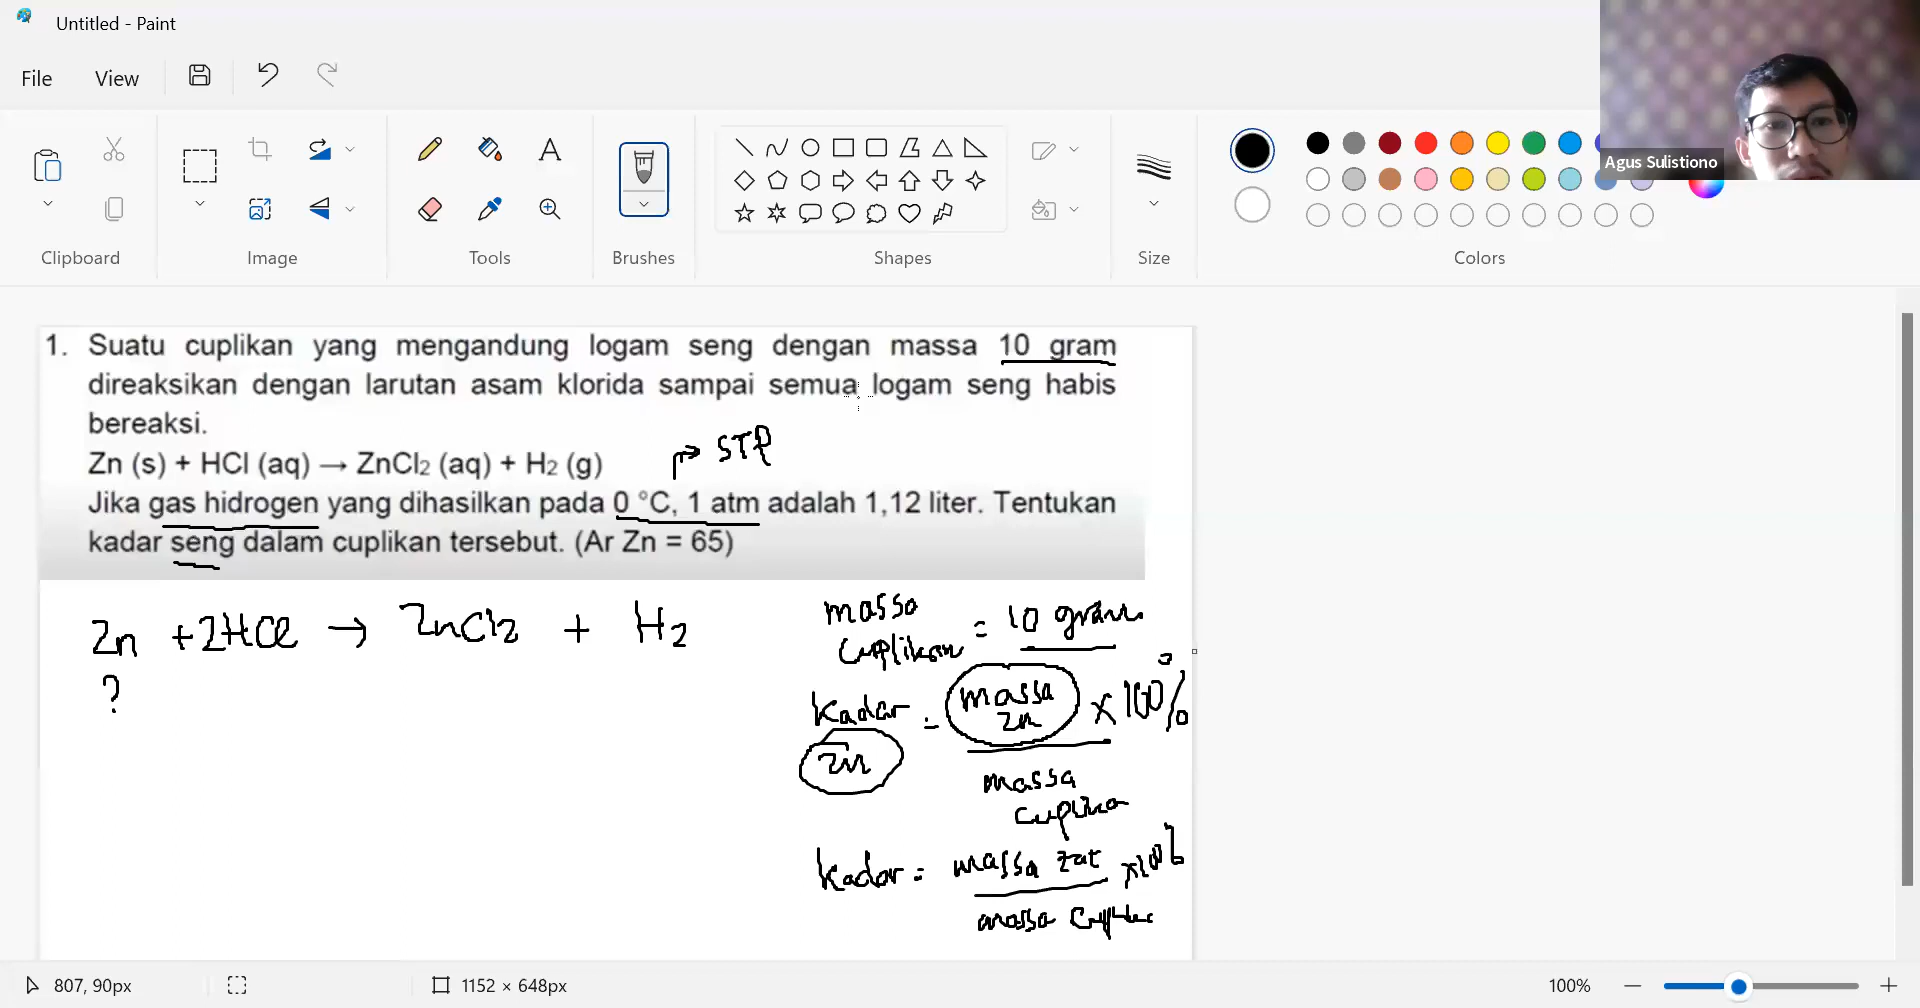 Untitled - Paint
File View
Clipboard
Image
Tools
Brushes
Shapes
Size
Colors
Agus Sulistiono
1. Suatu cuplikan yang mengandung logam seng dengan massa 10 gram
direaksikan dengan larutan asam klorida sampai semua logam seng habis
bereaksi.
→ STP
Zn (s) + HCl (aq) → ZnCl₂ (aq) + H₂ (g)
Jika gas hidrogen yang dihasilkan pada 0 °C, 1 atm adalah 1,12 liter. Tentukan
kadar seng dalam cuplikan tersebut. (Ar Zn = 65)
Zn + 2HCl → ZnCl2 + H2
?
massa
cuplikan = 10 gram
kadar
Zn
= massa
Zn
x 100%
massa
kadar = massa zat x100%
massa
807, 90px
1152 × 648px
100%